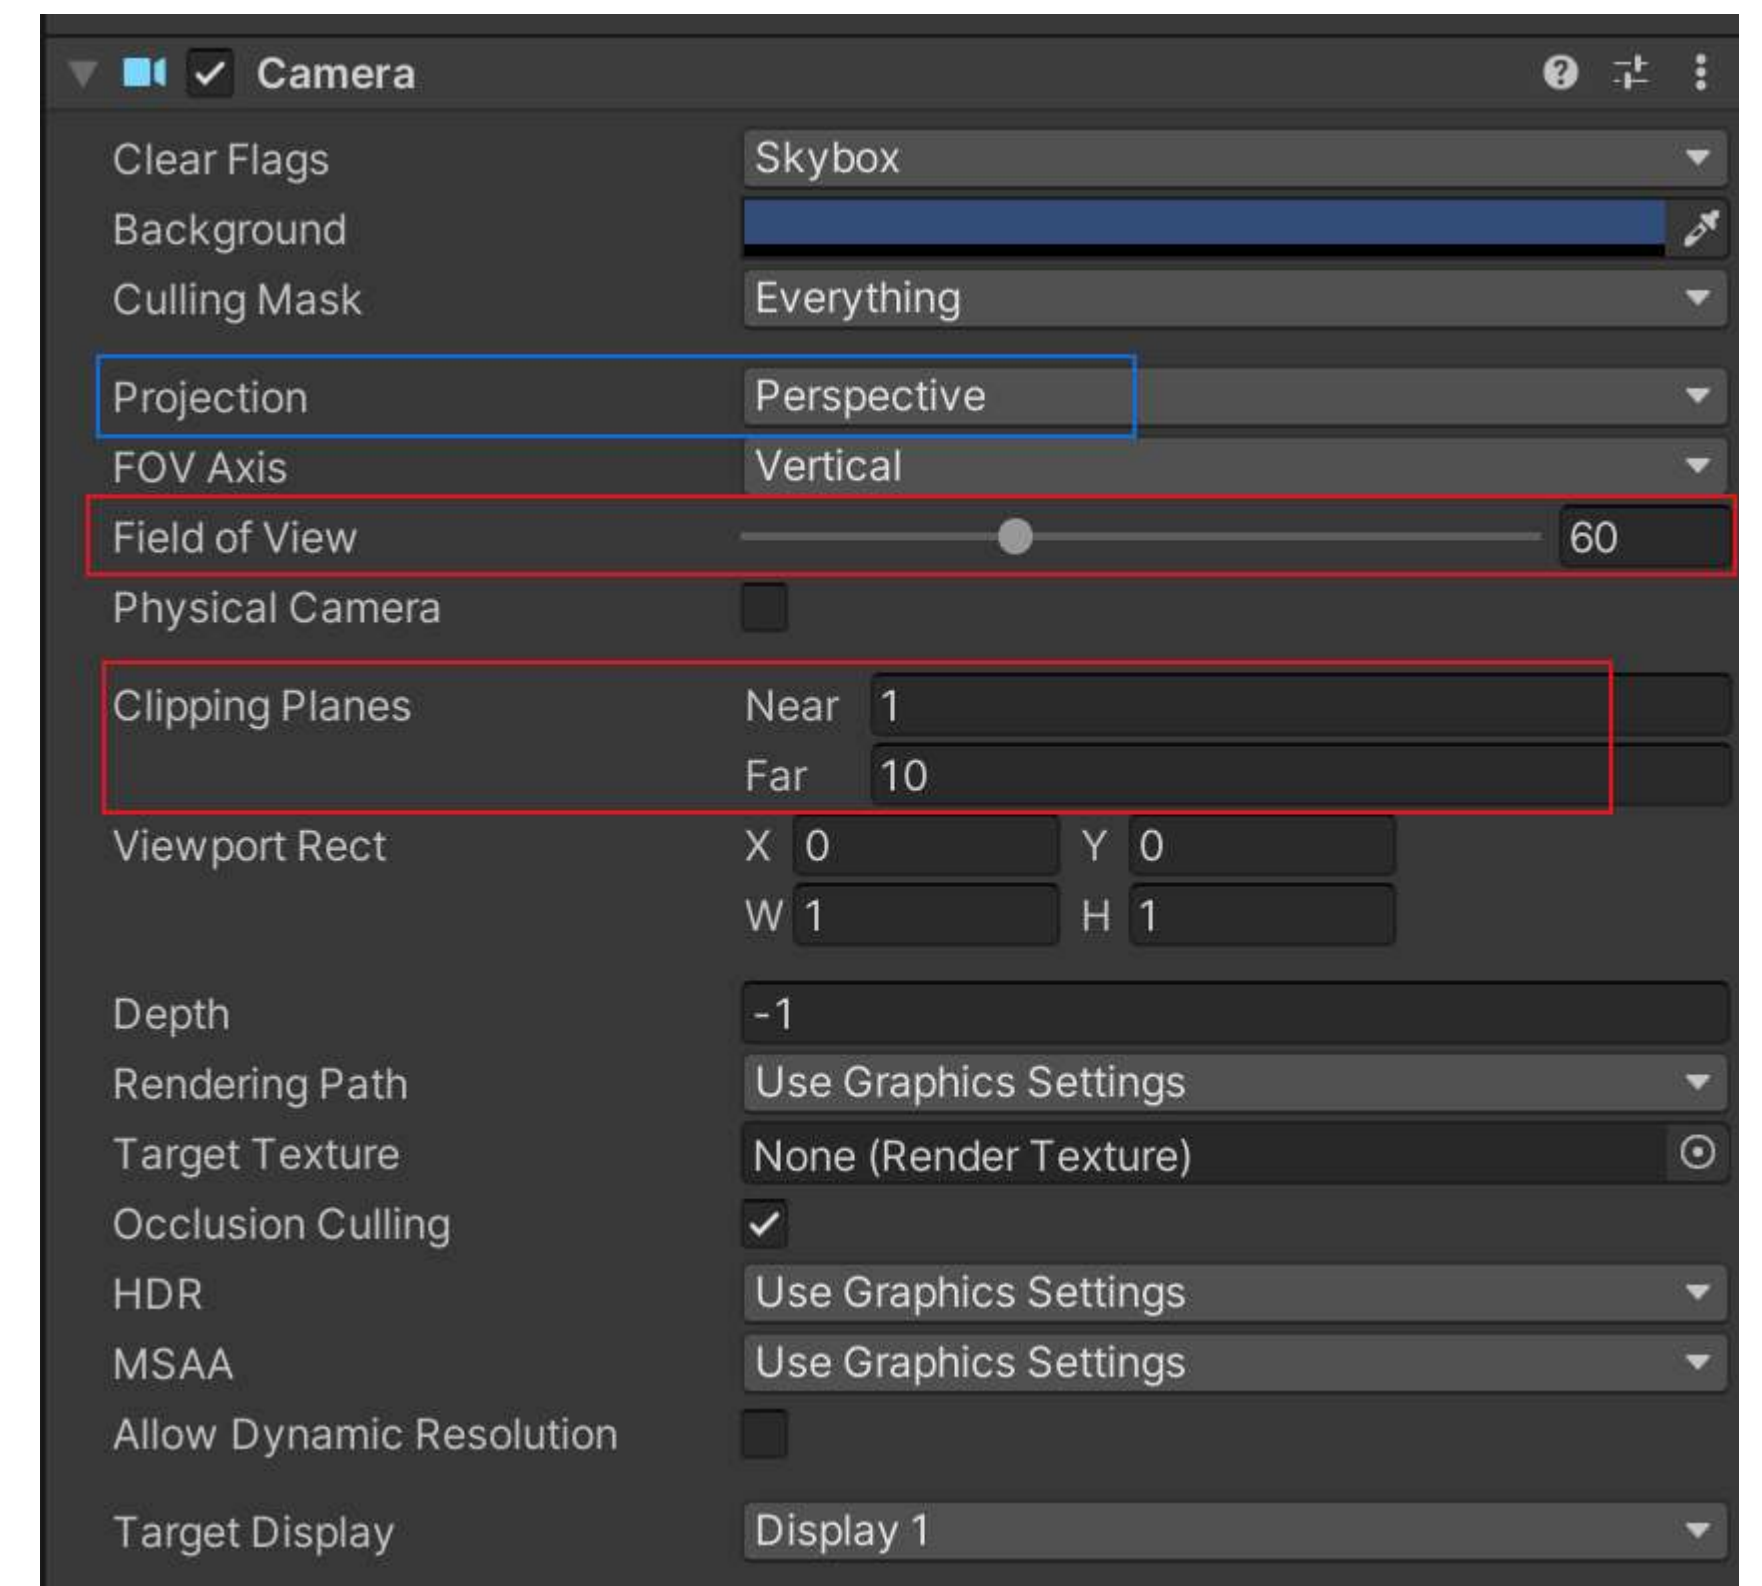 Camera
Clear Flags Skybox
Background
Culling Mask Everything
Projection Perspective
FOV Axis Vertical
Field of View 60
Physical Camera
Clipping Planes Near 1
Far 10
Viewport Rect X 0 Y 0
W 1 H 1
Depth -1
Rendering Path Use Graphics Settings
Target Texture None (Render Texture)
Occlusion Culling
HDR Use Graphics Settings
MSAA Use Graphics Settings
Allow Dynamic Resolution
Target Display Display 1